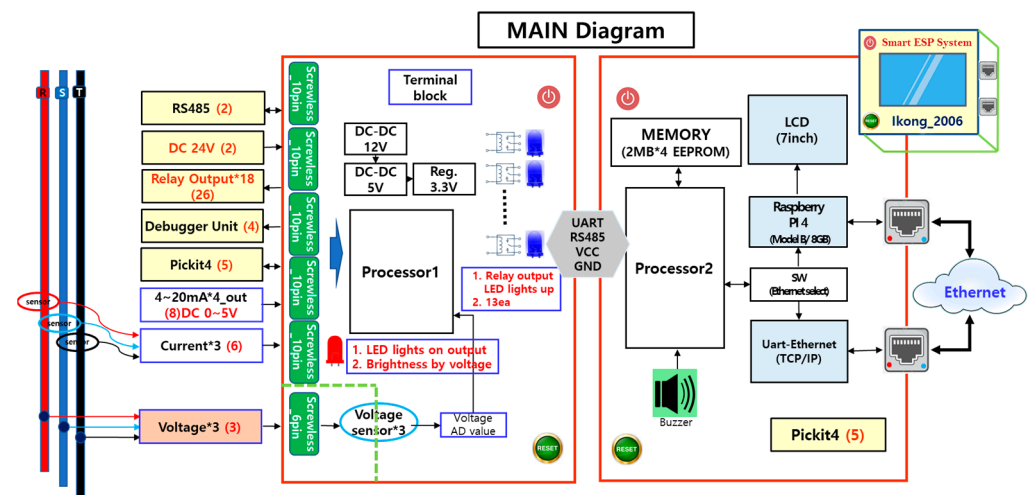 MAIN Diagram
R
S
T
RS485 (2)
DC 24V (2)
Relay Output*18
(26)
Debugger Unit (4)
Pickit4 (5)
4~20mA*4_out
(8)DC 0~5V
Current*3 (6)
Voltage*3 (3)
sensor
sensor
sensor
Screwless
_10pin
Screwless
_10pin
Screwless
_10pin
Screwless
_10pin
Screwless
_10pin
Screwless
_6pin
Terminal
block
DC-DC
12V
DC-DC
5V
Reg.
3.3V
Processor1
1. Relay output
LED lights up
2. 13ea
1. LED lights on output
2. Brightness by voltage
Voltage
sensor*3
Voltage
AD value
RESET
UART
RS485
VCC
GND
MEMORY
(2MB*4 EEPROM)
Processor2
Buzzer
RESET
LCD
(7inch)
Raspberry
PI 4
(Model B/ 8GB)
SW
(Ethernet select)
Uart-Ethernet
(TCP/IP)
Pickit4 (5)
Smart ESP System
RESET
Ikong_2006
Ethernet